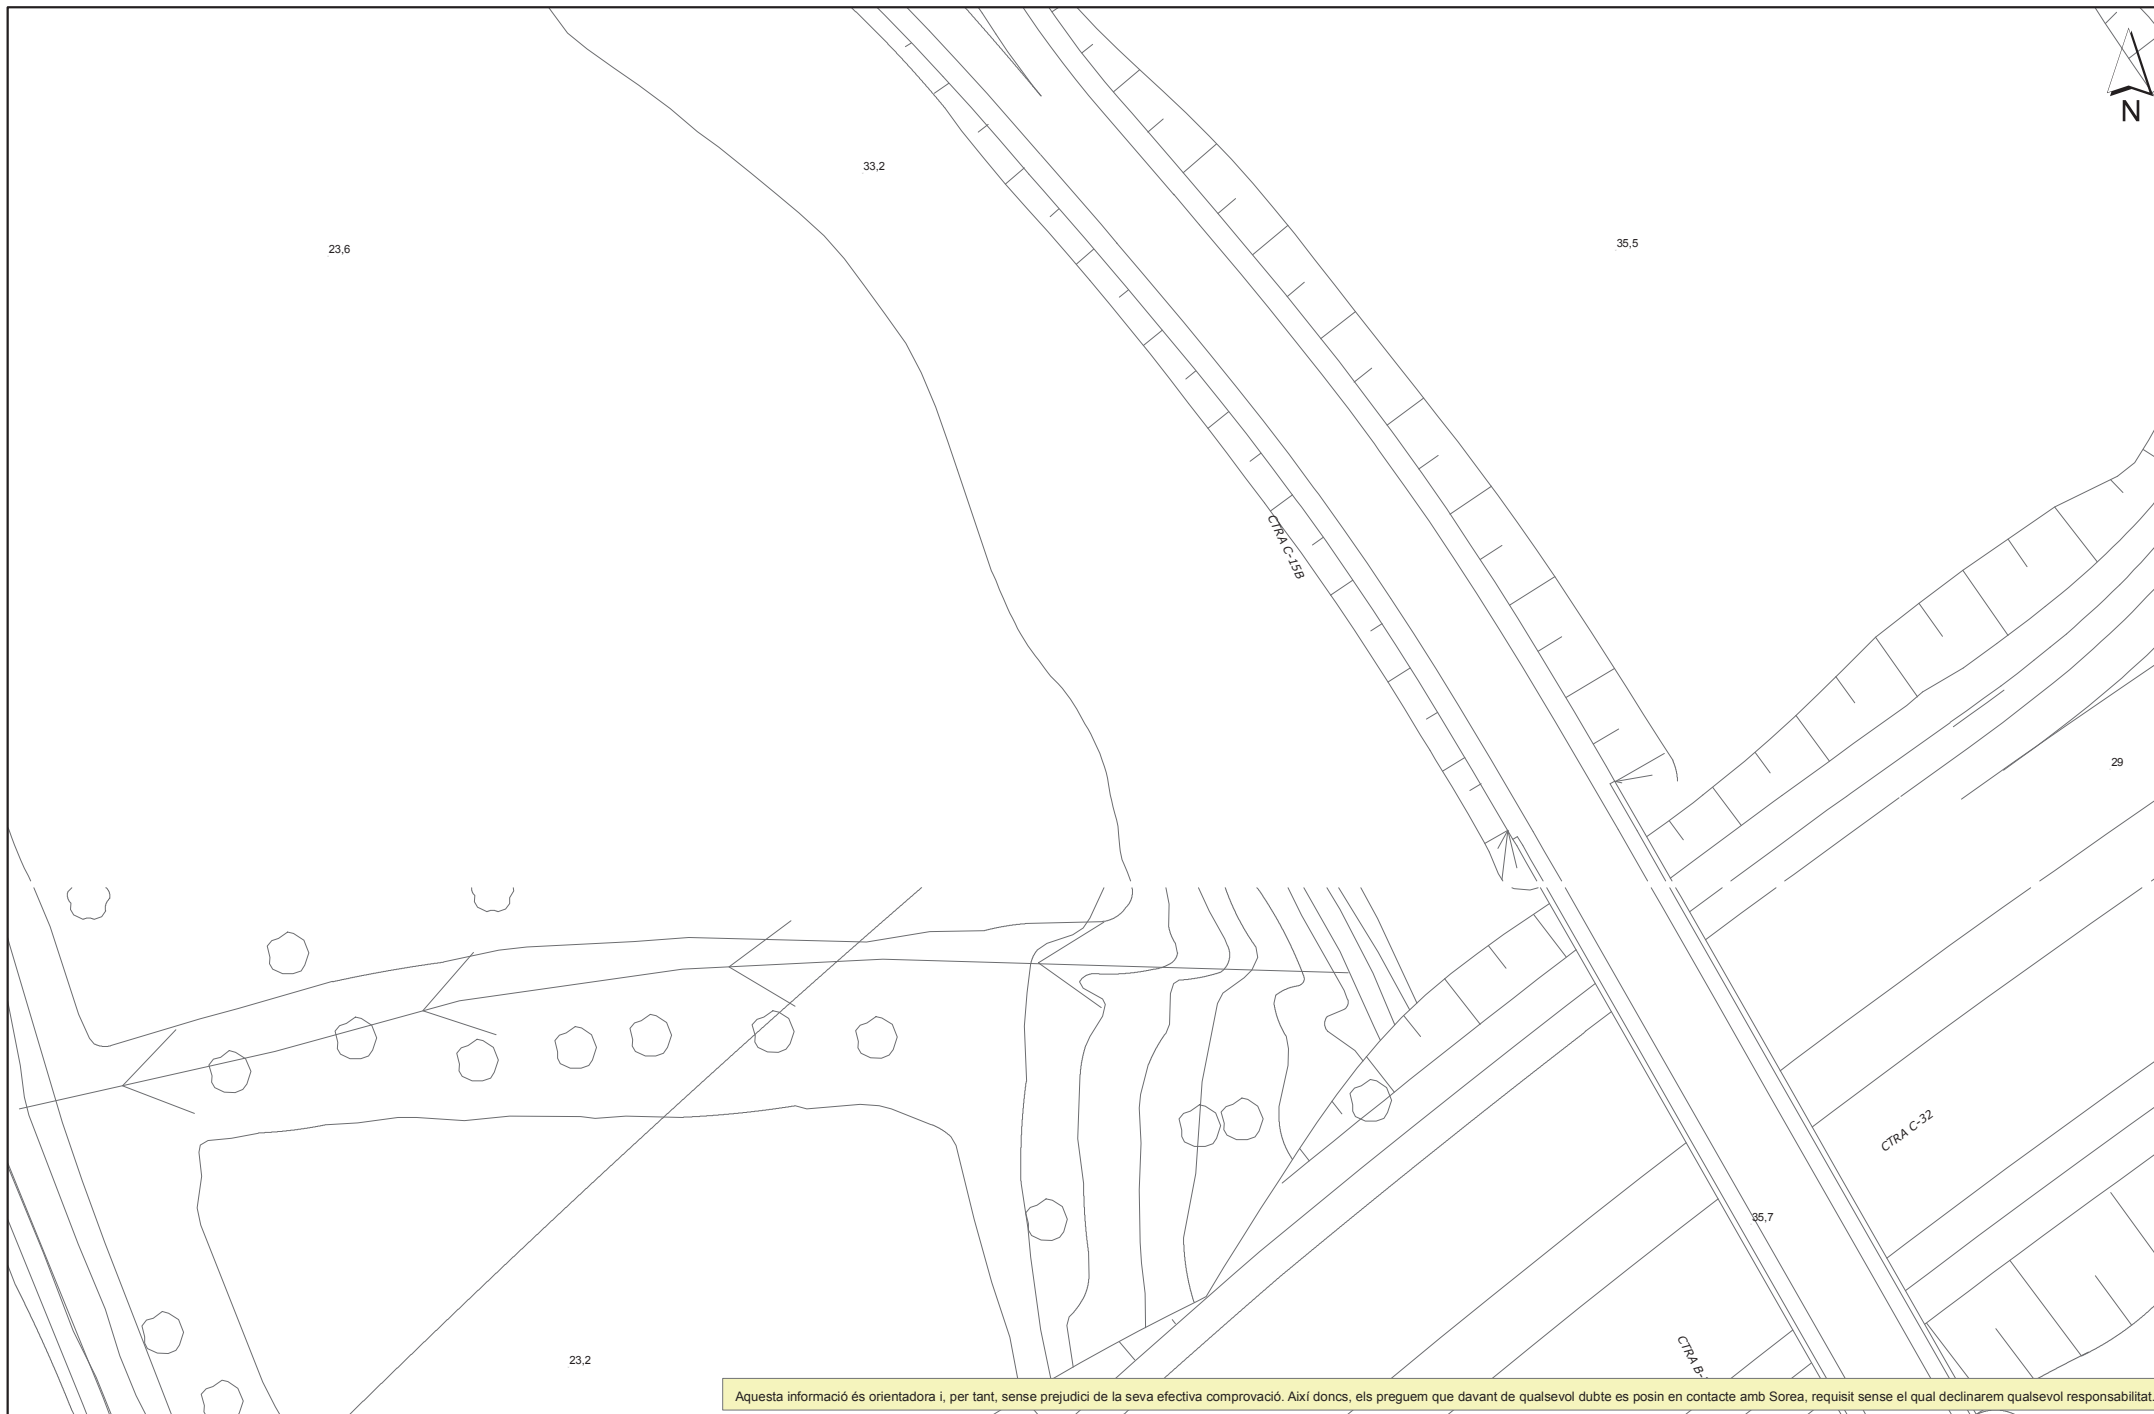 N
33,2
23,6
35,5
CTRA C-15B
29
CTRA C-32
35,7
CTRA B-
23,2
Aquesta informació és orientadora i, per tant, sense prejudici de la seva efectiva comprovació. Així doncs, els preguem que davant de qualsevol dubte es posin en contacte amb Sorea, requisit sense el qual declinarem qualsevol responsabilitat.